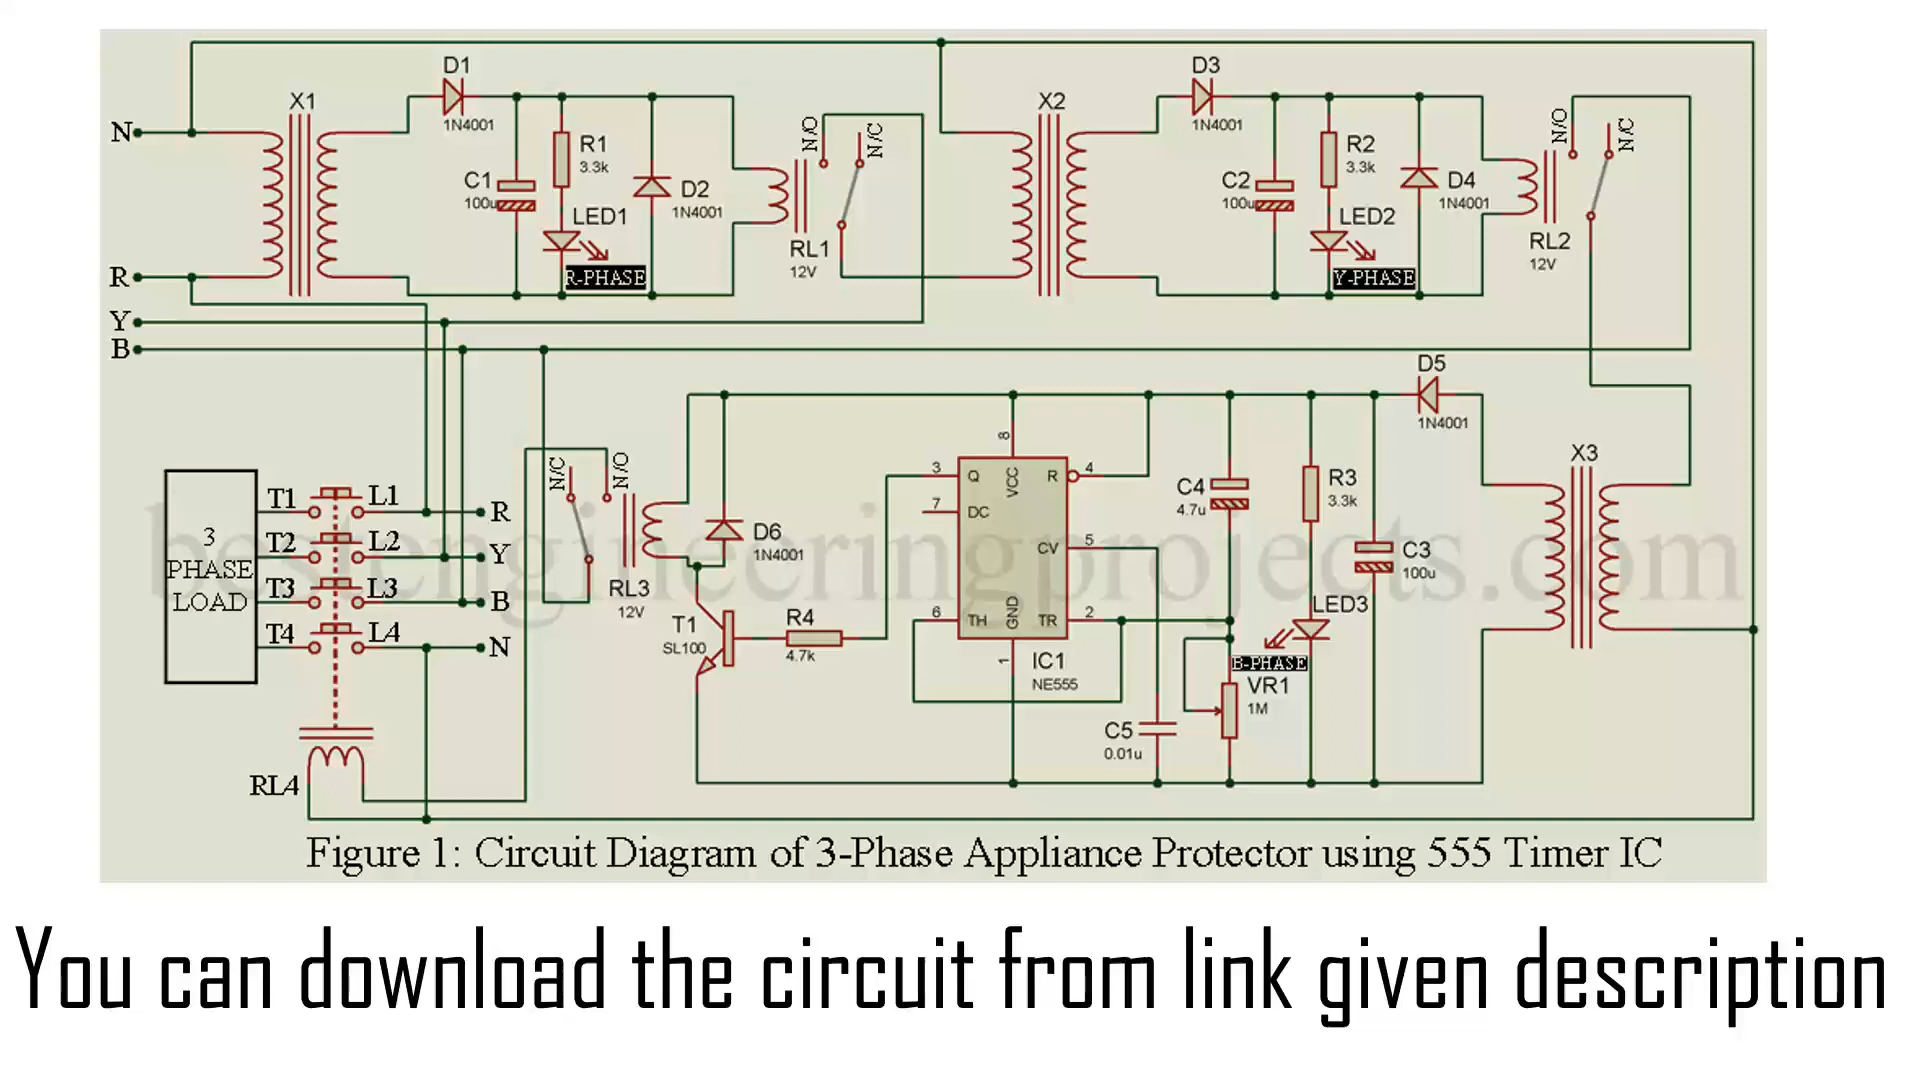 D1
D3
X1
X2
1N4001
1N4001
N
R1
3.3k
N/O
N/C
R2
3.3k
N/O
N/C
C1
100u
D2
1N4001
C2
100u
D4
1N4001
LED1
LED2
RL1
12V
RL2
12V
R
R-PHASE
Y-PHASE
Y
B
D5
1N4001
X3
N/C
N/O
8
3
Q
VCC
R
4
C4
4.7u
R3
3.3k
T1
L1
R
7
DC
3
PHASE
LOAD
T2
L2
Y
D6
1N4001
CV
5
C3
100u
bestengineeringprojects.com
T3
L3
B
RL3
12V
T1
SL100
R4
4.7k
6
TH
GND
TR
2
LED3
T4
L4
N
1
IC1
NE555
B-PHASE
VR1
1M
C5
0.01u
RL4
Figure 1: Circuit Diagram of 3-Phase Appliance Protector using 555 Timer IC
You can download the circuit from link given description